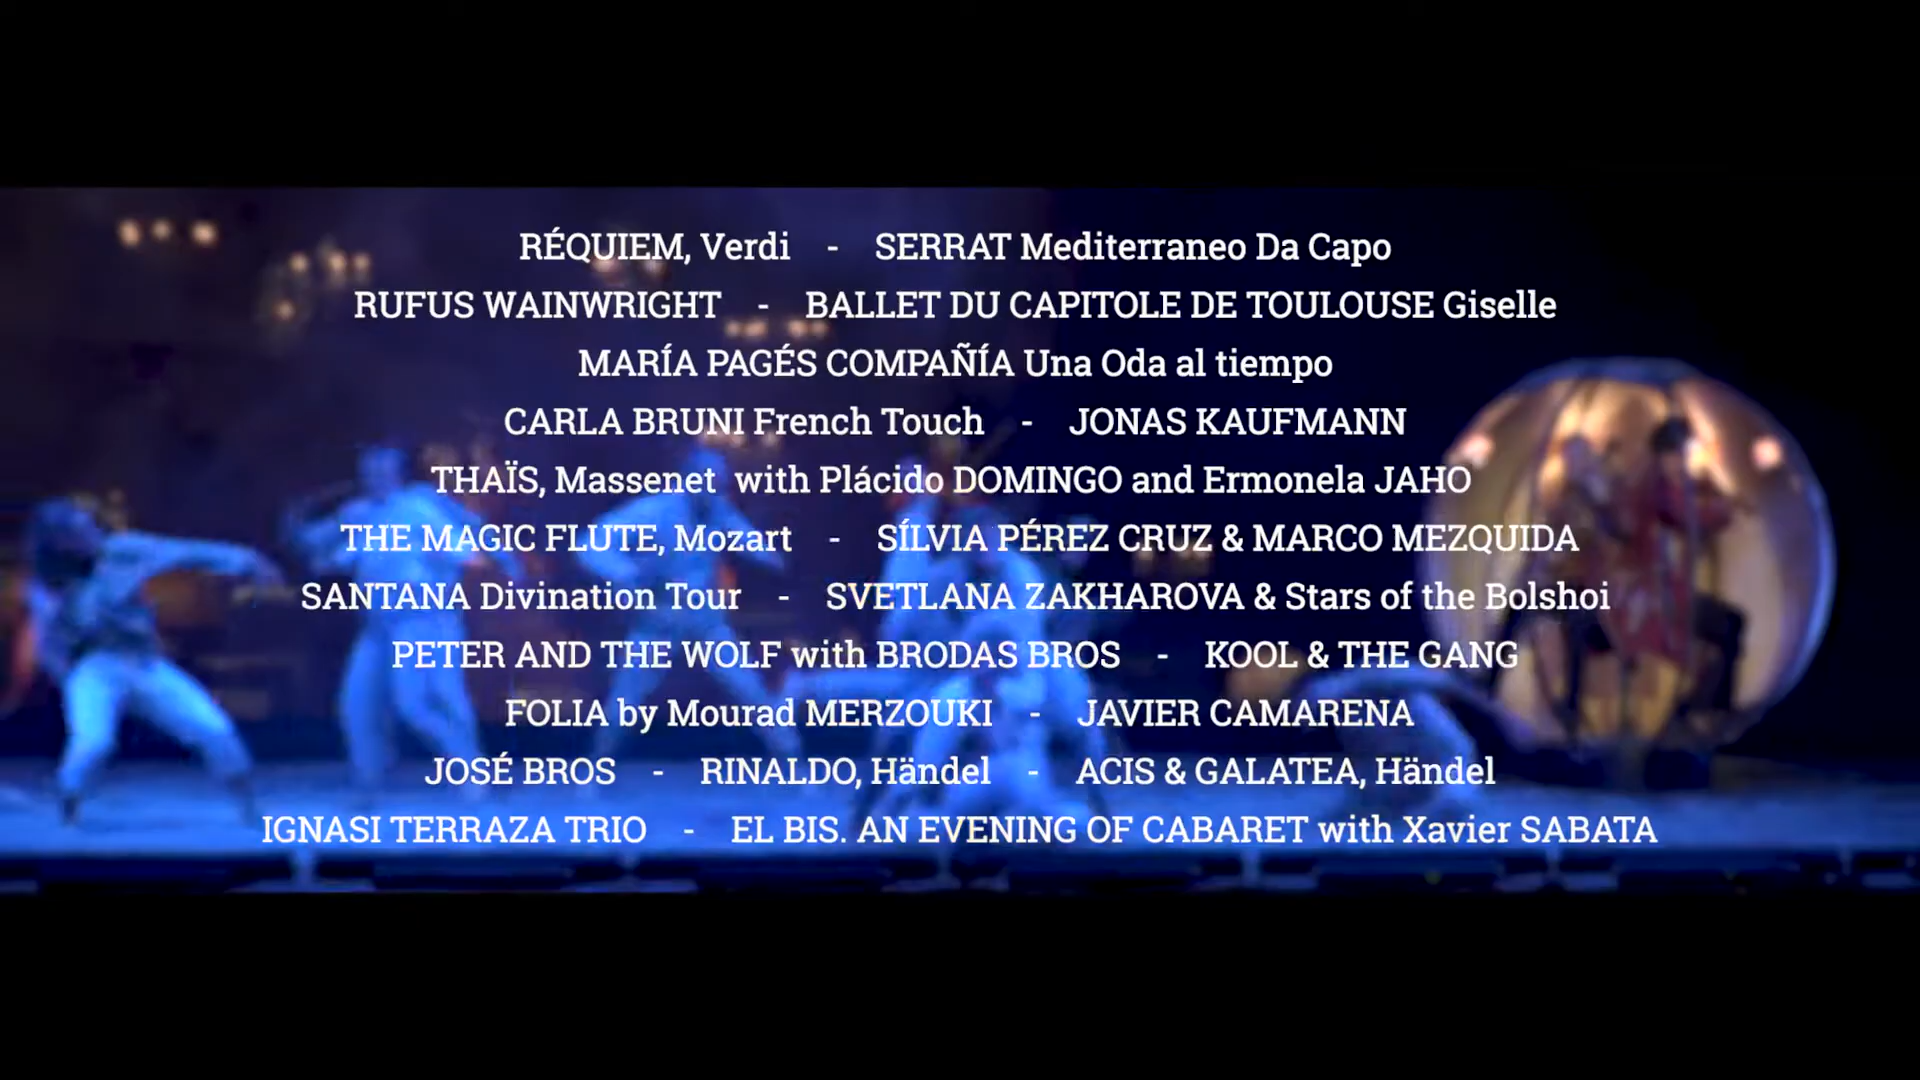 RÉQUIEM, Verdi - SERRAT Mediterraneo Da Capo
RUFUS WAINWRIGHT - BALLET DU CAPITOLE DE TOULOUSE Giselle
MARÍA PAGÉS COMPAÑÍA Una Oda al tiempo
CARLA BRUNI French Touch - JONAS KAUFMANN
THAÏS, Massenet with Plácido DOMINGO and Ermonela JAHO
THE MAGIC FLUTE, Mozart - SÍLVIA PÉREZ CRUZ & MARCO MEZQUIDA
SANTANA Divination Tour - SVETLANA ZAKHAROVA & Stars of the Bolshoi
PETER AND THE WOLF with BRODAS BROS - KOOL & THE GANG
FOLIA by Mourad MERZOUKI - JAVIER CAMARENA
JOSÉ BROS - RINALDO, Händel - ACIS & GALATEA, Händel
IGNASI TERRAZA TRIO - EL BIS. AN EVENING OF CABARET with Xavier SABATA